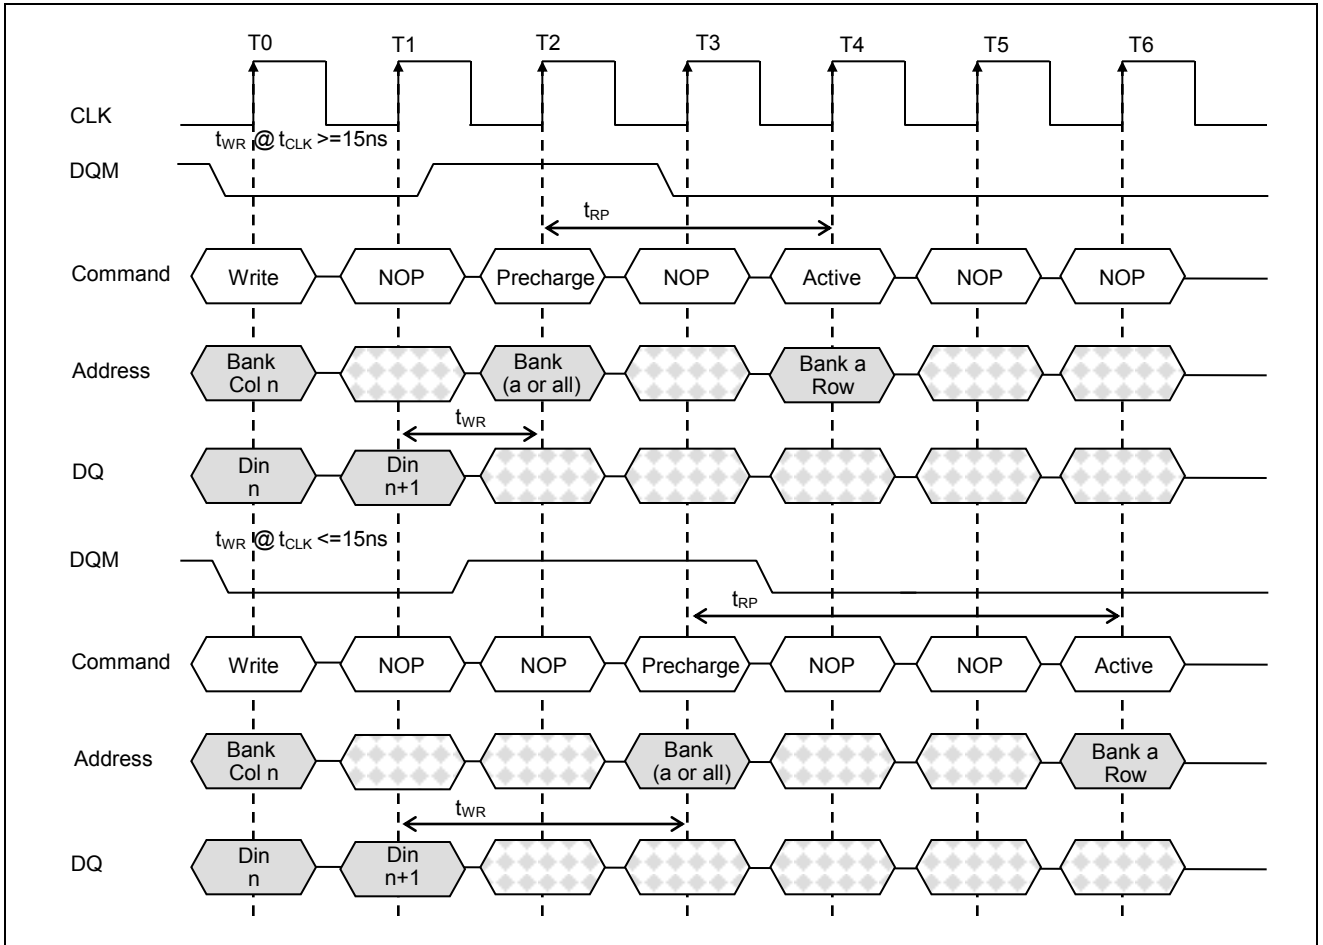 T0 T1 T2 T3 T4 T5 T6
CLK
tWR @ tCLK >=15ns
DQM
tRP
Command Write NOP Precharge NOP Active NOP NOP
Address Bank Col n Bank (a or all) Bank a Row
tWR
DQ Din n Din n+1
tWR @ tCLK <=15ns
DQM
tRP
Command Write NOP NOP Precharge NOP NOP Active
Address Bank Col n Bank (a or all) Bank a Row
tWR
DQ Din n Din n+1